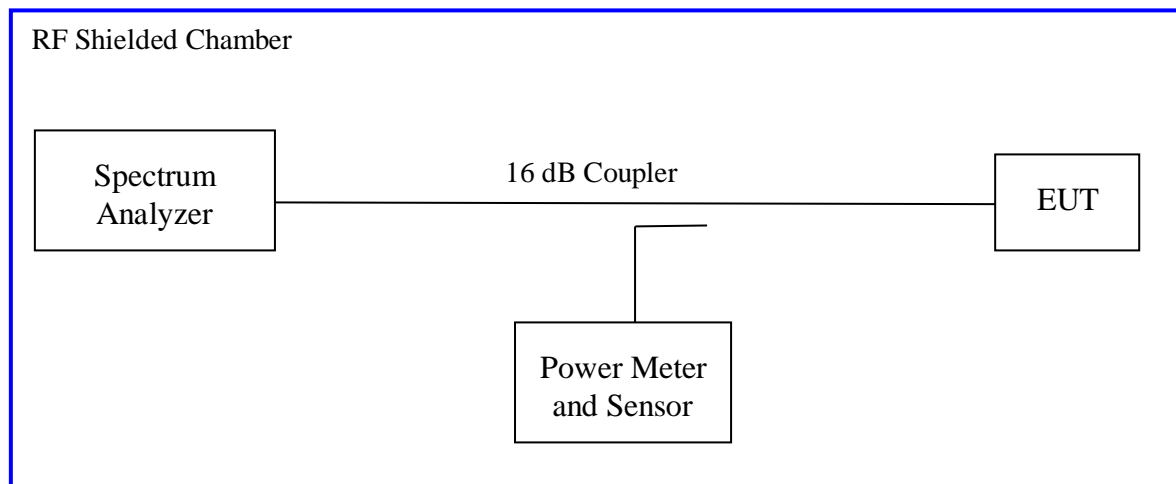 RF Shielded Chamber
Spectrum
Analyzer
16 dB Coupler
EUT
Power Meter
and Sensor